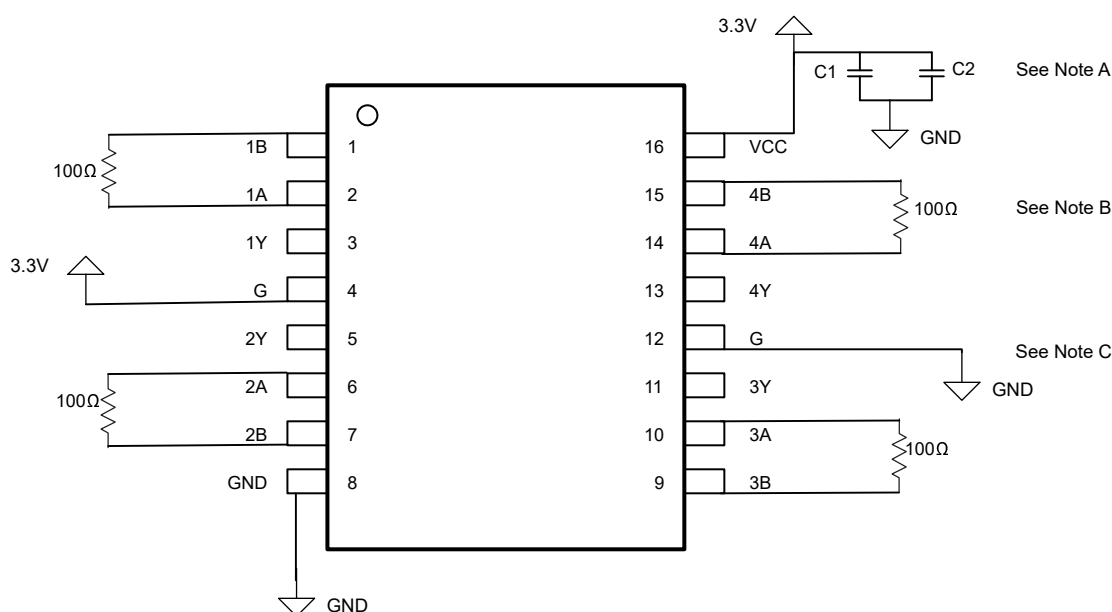 3.3V
C1
C2
See Note A
GND
1B
1
16
VCC
100Ω
1A
2
15
4B
100Ω
See Note B
1Y
3
14
4A
3.3V
G
4
13
4Y
2Y
5
12
G
See Note C
GND
2A
6
11
3Y
100Ω
2B
7
10
3A
100Ω
GND
8
9
3B
GND